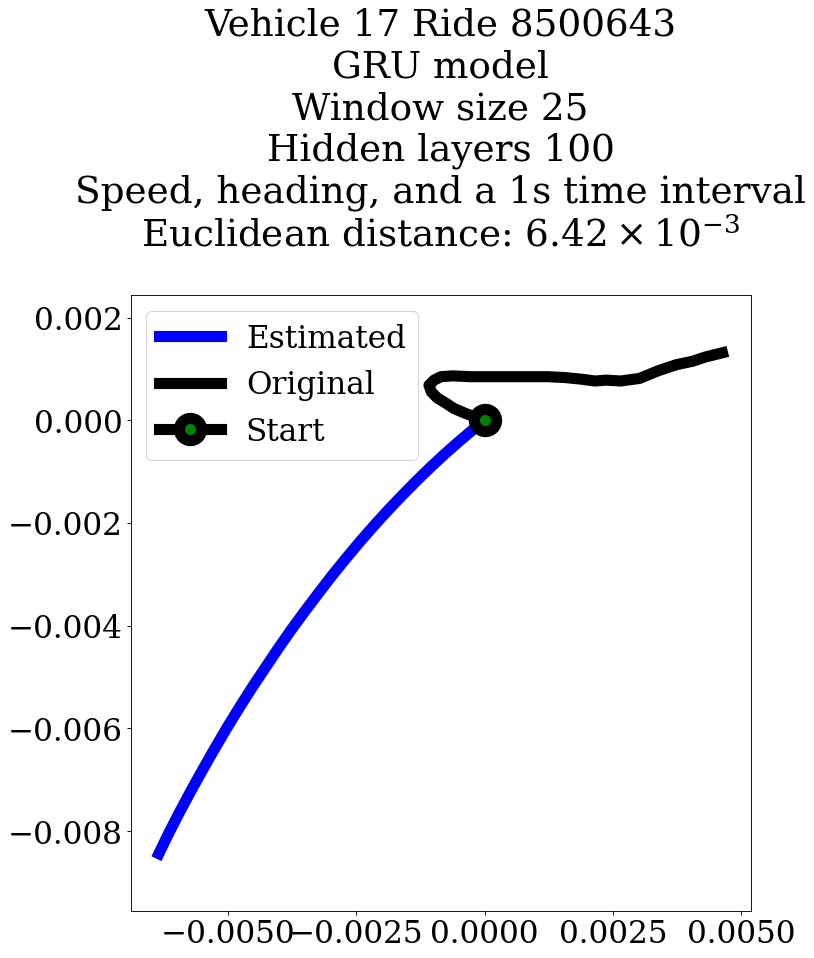 Vehicle 17 Ride 8500643
GRU model
Window size 25
Hidden layers 100
Speed, heading, and a 1s time interval
Euclidean distance: 6.42 × 10⁻³
Estimated
Original
Start
0.002
0.000
−0.002
−0.004
−0.006
−0.008
−0.0050 −0.0025 0.0000 0.0025 0.0050